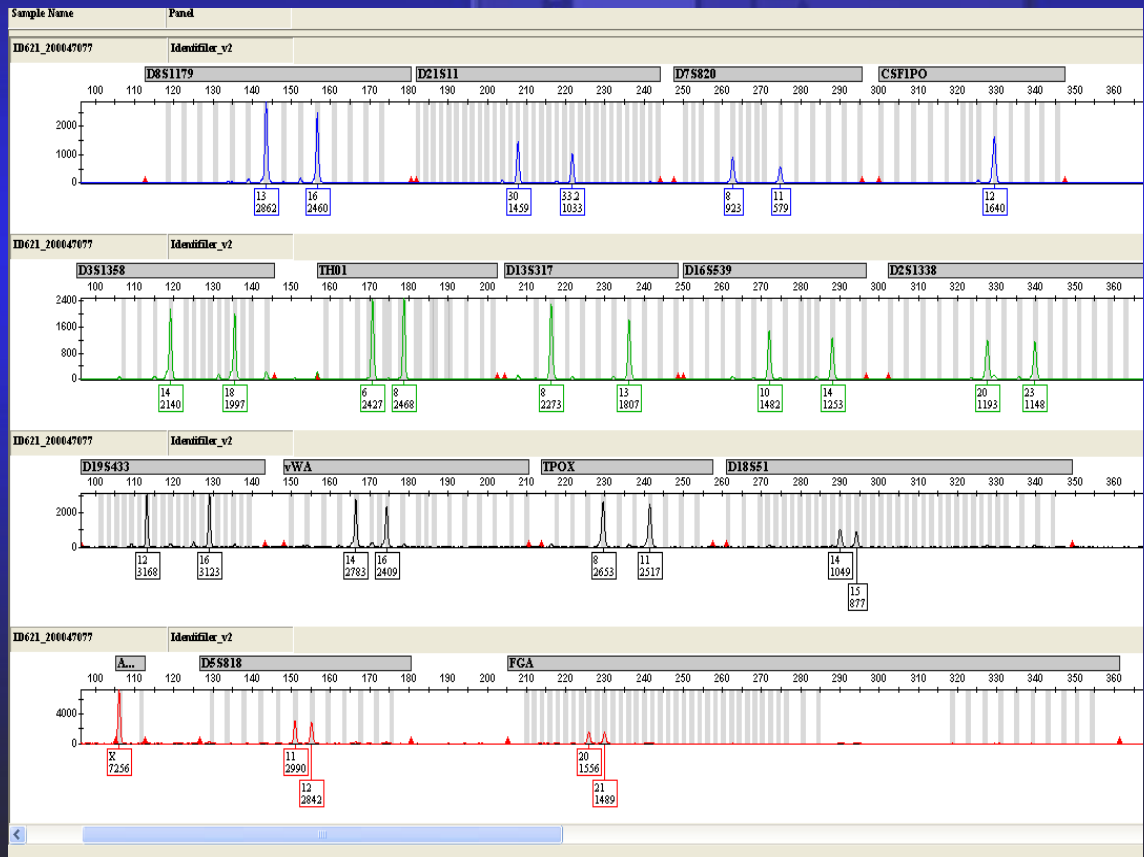 Sample Name Panel
ID621_200047077 Identifiler_v2
D8S1179 D21S11 D7S820 CSF1PO
100 110 120 130 140 150 160 170 180 190 200 210 220 230 240 250 260 270 280 290 300 310 320 330 340 350 360
2000
1000
0
13 16 30 33.2 8 11 12
2862 2460 1459 1033 923 579 1640
ID621_200047077 Identifiler_v2
D3S1358 TH01 D13S317 D16S539 D2S1338
100 110 120 130 140 150 160 170 180 190 200 210 220 230 240 250 260 270 280 290 300 310 320 330 340 350 360
2400
1600
800
0
14 18 6 8 8 13 10 14 20 23
2140 1997 2427 2468 2273 1807 1482 1253 1193 1148
ID621_200047077 Identifiler_v2
D19S433 vWA TPOX D18S51
100 110 120 130 140 150 160 170 180 190 200 210 220 230 240 250 260 270 280 290 300 310 320 330 340 350 360
2000
0
12 16 14 16 8 11 14
3168 3123 2783 2409 2653 2517 1049
15
877
ID621_200047077 Identifiler_v2
A... D5S818 FGA
100 110 120 130 140 150 160 170 180 190 200 210 220 230 240 250 260 270 280 290 300 310 320 330 340 350 360
4000
0
X 11 20
7256 2990 1556
12 21
2842 1489